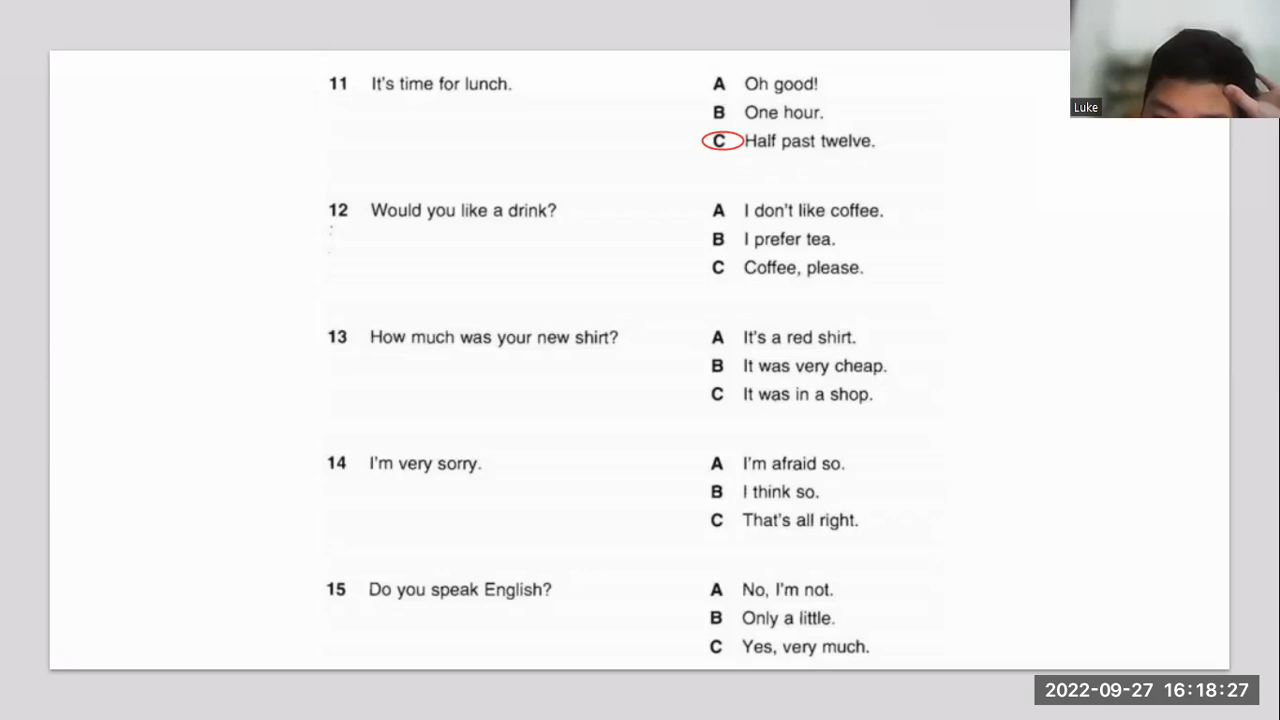 Luke
11 It's time for lunch. A Oh good!
B One hour.
C Half past twelve.
12 Would you like a drink? A I don't like coffee.
B I prefer tea.
C Coffee, please.
13 How much was your new shirt? A It's a red shirt.
B It was very cheap.
C It was in a shop.
14 I'm very sorry. A I'm afraid so.
B I think so.
C That's all right.
15 Do you speak English? A No, I'm not.
B Only a little.
C Yes, very much.
2022-09-27 16:18:27